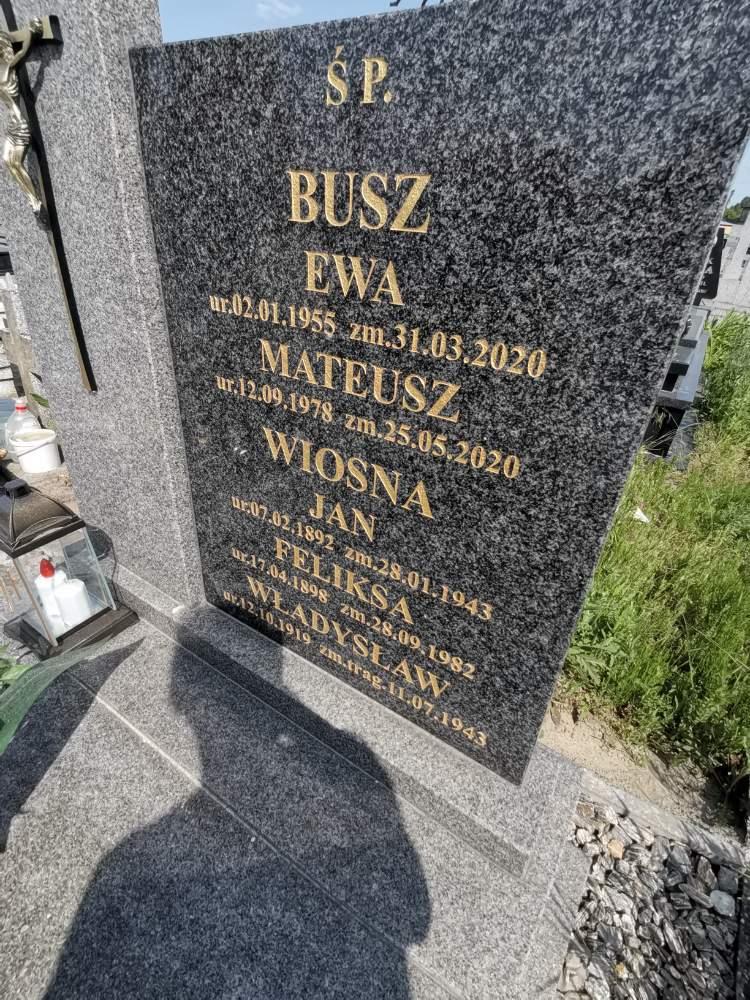 Ś P.
BUSZ
EWA
ur.02.01.1955 zm.31.03.2020
MATEUSZ
ur.12.09.1978 zm.25.05.2020
WIOSNA
JAN
ur.07.02.1892 zm.28.01.1943
FELIKSA
ur.17.04.1898 zm.28.09.1982
WŁADYSŁAW
ur.12.10.1919 zm.trag.11.07.1943